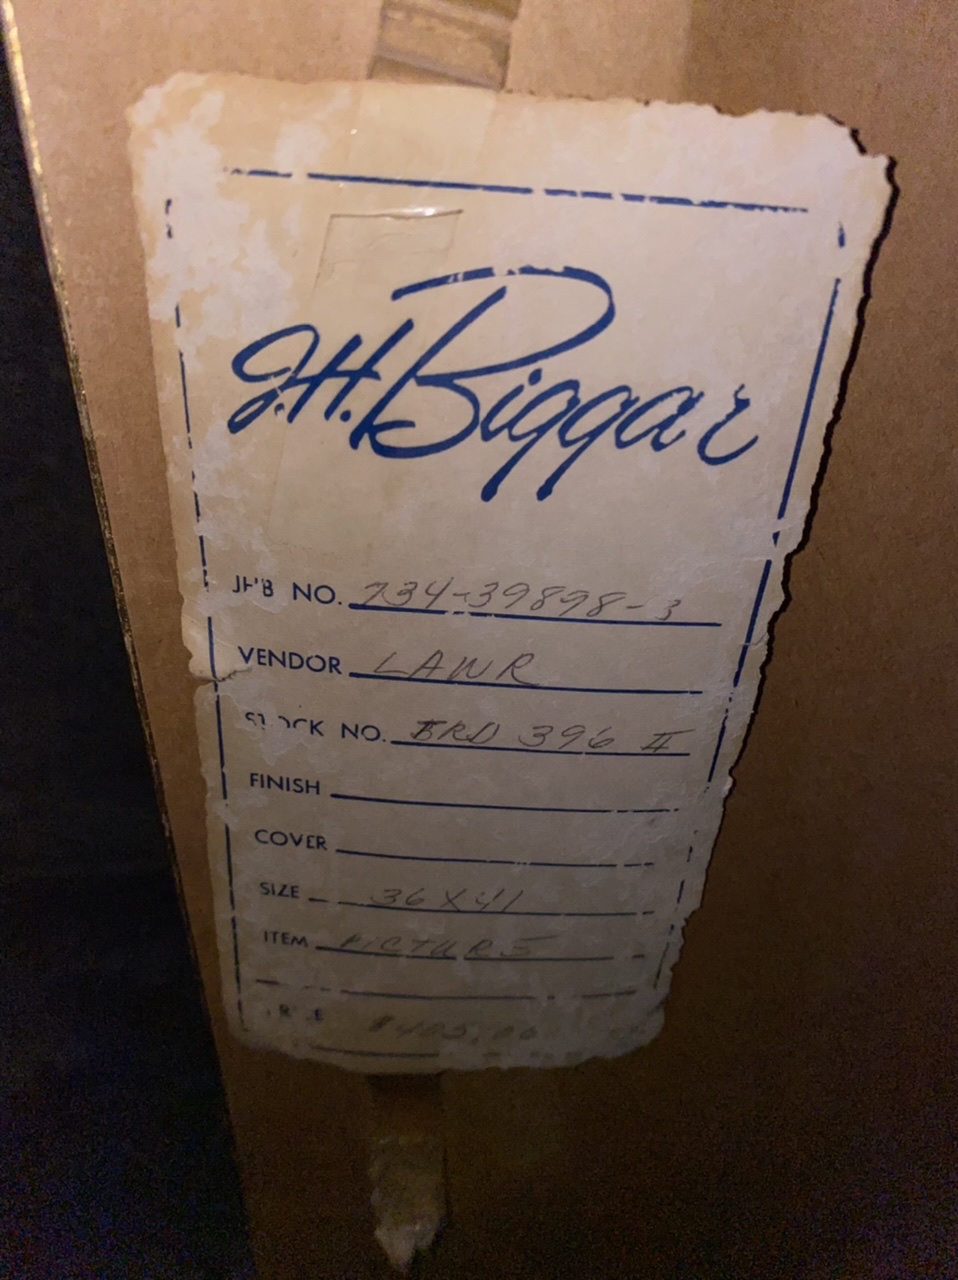 J.H. Biggar
JHB NO. 734-39898-3
VENDOR LAWR
STOCK NO. BRD 396 II
FINISH
COVER
SIZE 36 X 41
ITEM PICTURE